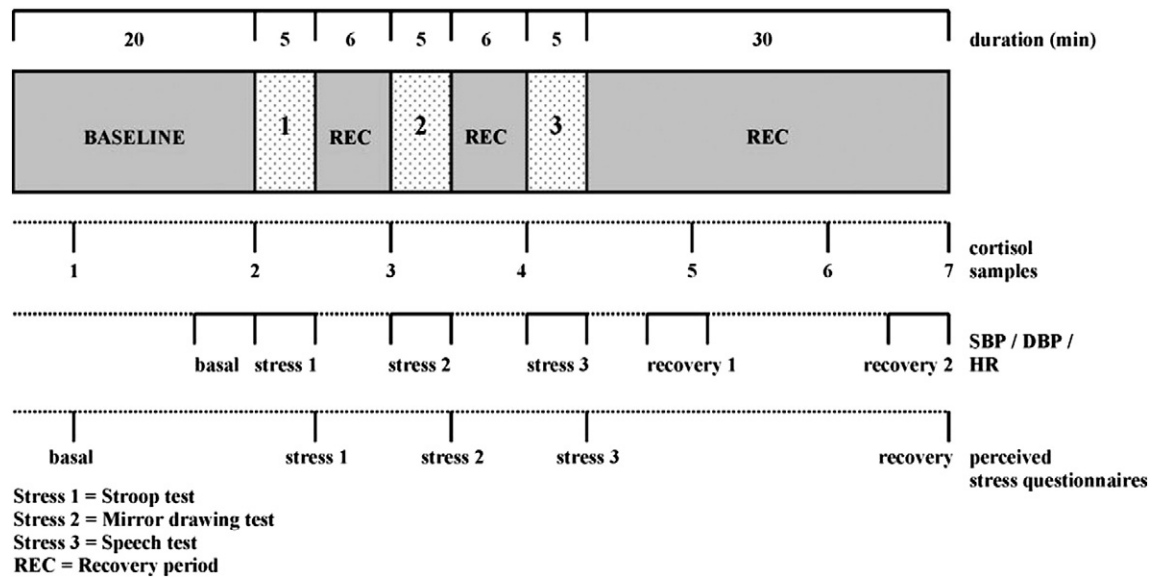 20 5 6 5 6 5 30 duration (min)
BASELINE 1 REC 2 REC 3 REC
cortisol
samples
1 2 3 4 5 6 7
SBP / DBP /
HR
basal stress 1 stress 2 stress 3 recovery 1 recovery 2
basal stress 1 stress 2 stress 3 recovery perceived
stress questionnaires
Stress 1 = Stroop test
Stress 2 = Mirror drawing test
Stress 3 = Speech test
REC = Recovery period